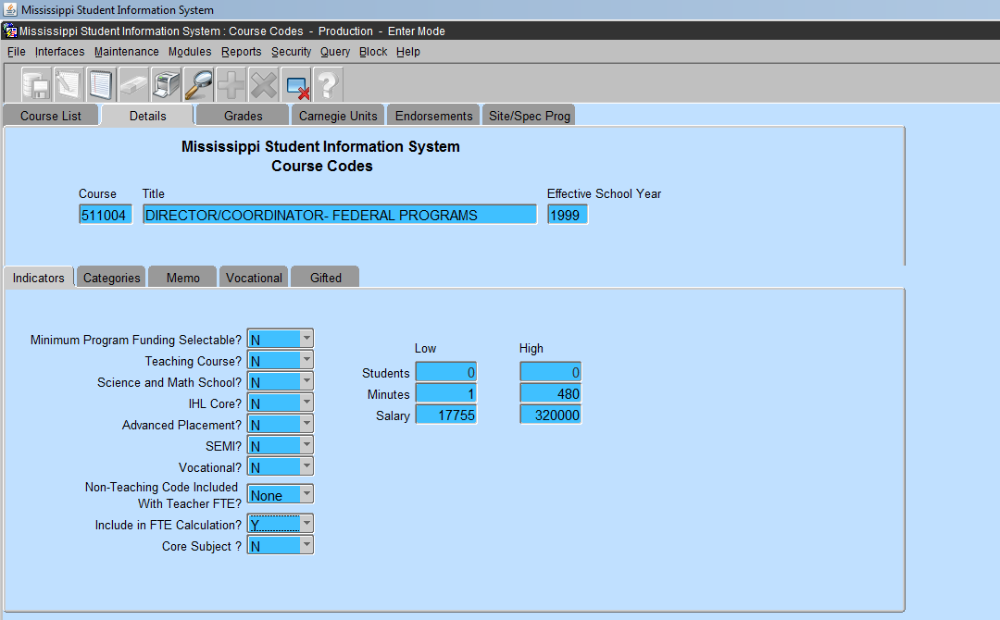 Mississippi Student Information System
Mississippi Student Information System : Course Codes - Production - Enter Mode
File Interfaces Maintenance Modules Reports Security Query Block Help
Course List Details Grades Carnegie Units Endorsements Site/Spec Prog
Mississippi Student Information System
Course Codes
Course Title Effective School Year
511004 DIRECTOR/COORDINATOR- FEDERAL PROGRAMS 1999
Indicators Categories Memo Vocational Gifted
Minimum Program Funding Selectable? N
Teaching Course? N
Science and Math School? N
IHL Core? N
Advanced Placement? N
SEMI? N
Vocational? N
Non-Teaching Code Included
With Teacher FTE? None
Include in FTE Calculation? Y
Core Subject ? N
Low High
Students 0 0
Minutes 1 480
Salary 17755 320000